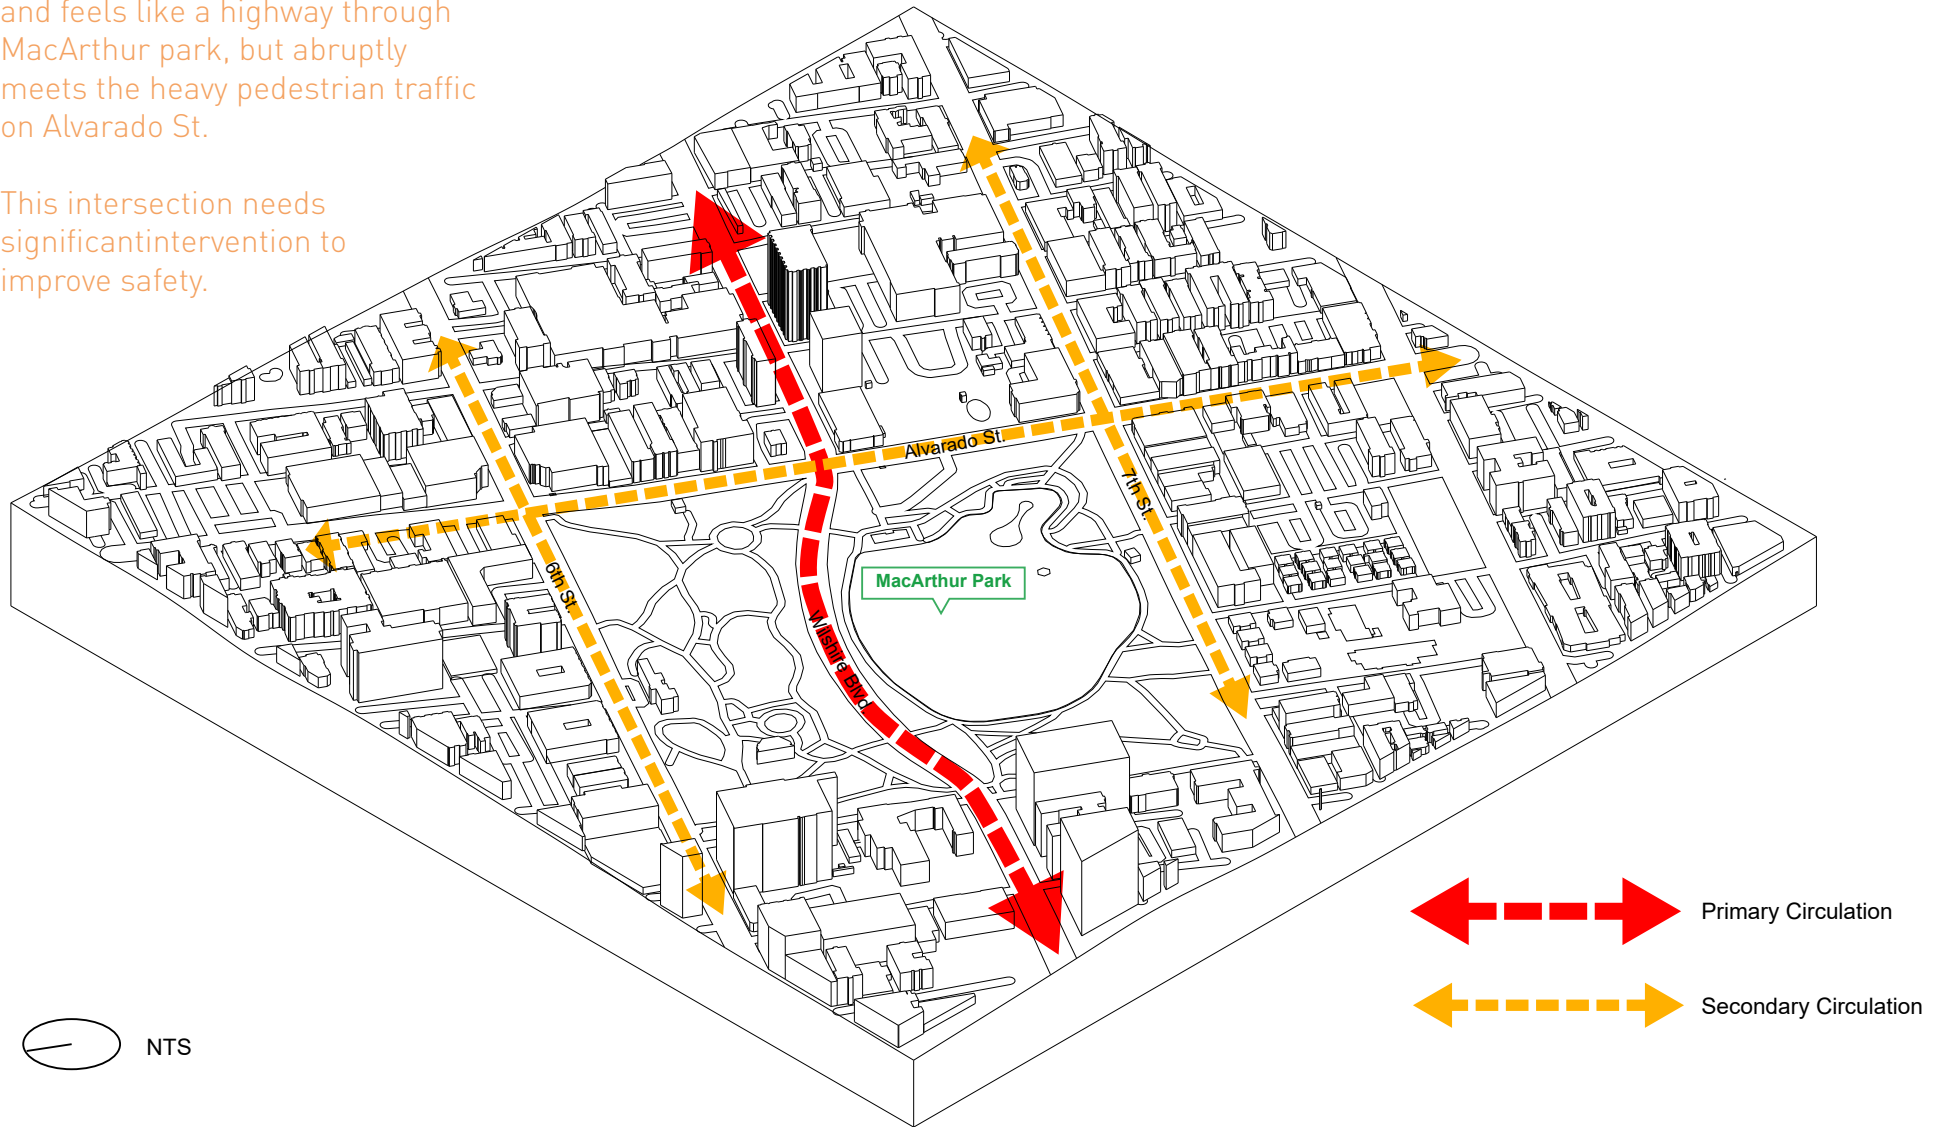 and feels like a highway through
MacArthur park, but abruptly
meets the heavy pedestrian traffic
on Alvarado St.
This intersection needs
significantintervention to
improve safety.
Alvarado St.
7th St.
6th St.
MacArthur Park
Wilshire Blvd
Primary Circulation
Secondary Circulation
NTS